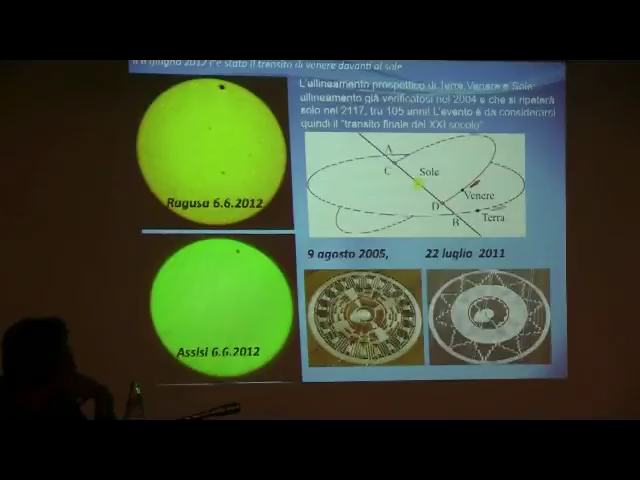 Il 6 giugno 2012 c'è stato il transito di venere davanti al sole
L'allineamento prospettico di Terra, Venere e Sole:
allineamento già verificatosi nel 2004 e che si ripeterà
solo nel 2117, tra 105 anni! L'evento è da considerarsi
quindi il "transito finale del XXI secolo"
Ragusa 6.6.2012
A
C
Sole
Venere
D
Terra
B
9 agosto 2005,
22 luglio 2011
Assisi 6.6.2012